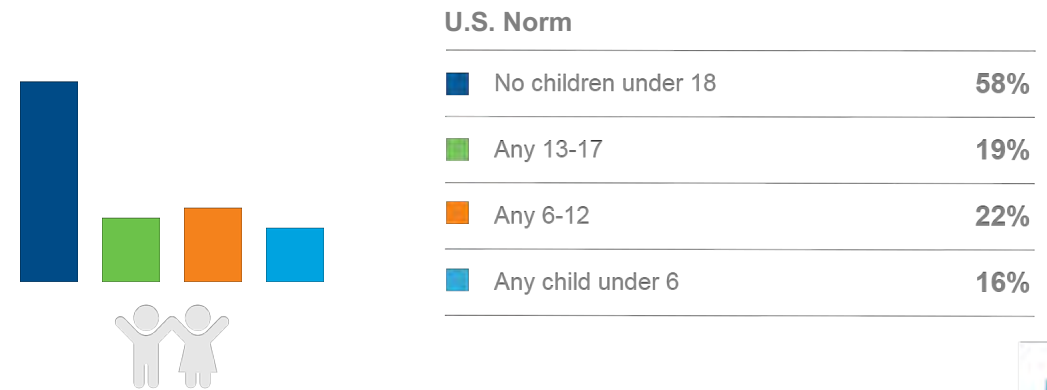 U.S. Norm
No children under 18 58%
Any 13-17 19%
Any 6-12 22%
Any child under 6 16%